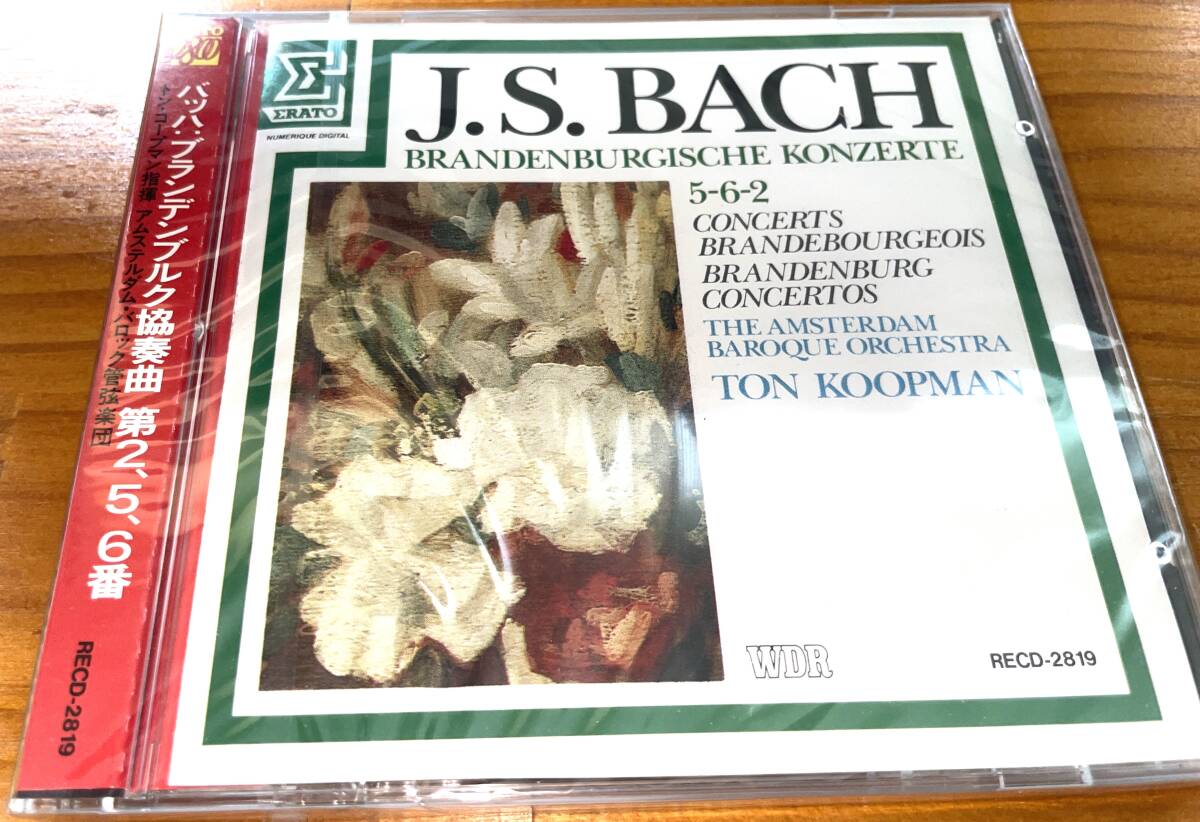 バッハ:ブランデンブルク協奏曲 第2、5、6番
トン・コープマン指揮 アムステルダム・バロック管弦楽団
RECD-2819
ERATO
NUMERIQUE DIGITAL
J.S. BACH
BRANDENBURGISCHE KONZERTE
5-6-2
CONCERTS
BRANDEBOURGEOIS
BRANDENBURG
CONCERTOS
THE AMSTERDAM
BAROQUE ORCHESTRA
TON KOOPMAN
WDR
RECD-2819